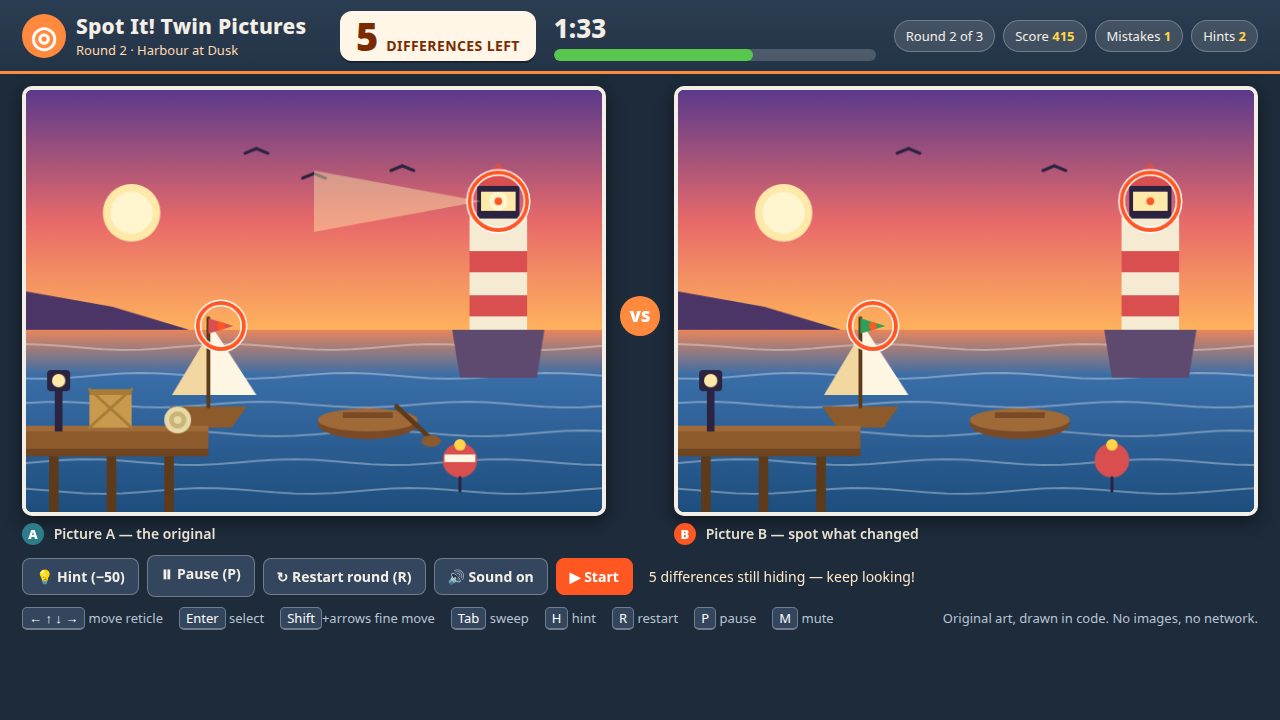 Spot It! Twin Pictures
Round 2 · Harbour at Dusk
5 DIFFERENCES LEFT
1:33
Round 2 of 3
Score 415
Mistakes 1
Hints 2
VS
A Picture A — the original
B Picture B — spot what changed
💡 Hint (−50)
⏸ Pause (P)
↻ Restart round (R)
🔊 Sound on
▶ Start
5 differences still hiding — keep looking!
← ↑ ↓ → move reticle
Enter select
Shift+arrows fine move
Tab sweep
H hint
R restart
P pause
M mute
Original art, drawn in code. No images, no network.